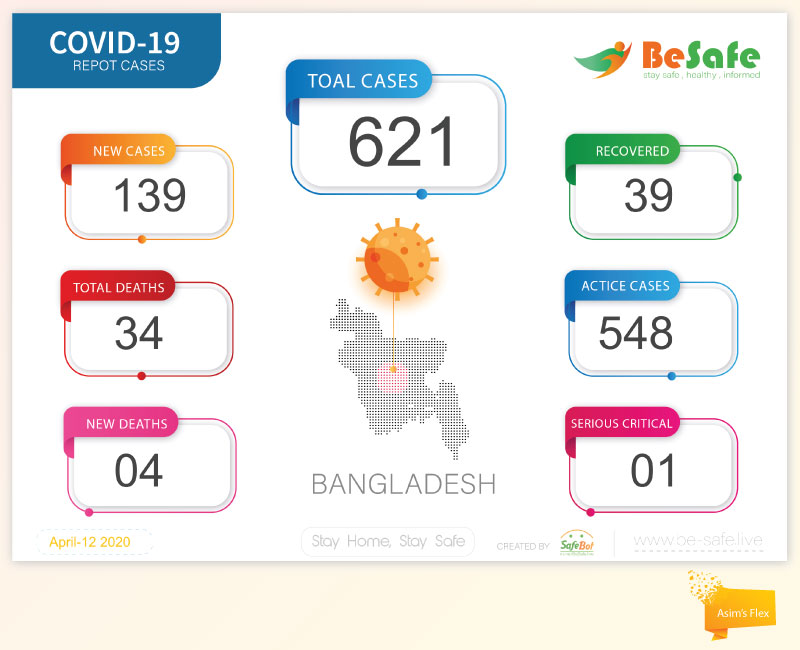 COVID-19
REPOT CASES
BeSafe
stay safe , healthy , informed
TOAL CASES
621
NEW CASES
139
RECOVERED
39
TOTAL DEATHS
34
ACTICE CASES
548
NEW DEATHS
04
SERIOUS CRITICAL
01
BANGLADESH
April-12 2020
Stay Home, Stay Safe
CREATED BY
SafeBot
www.be-safe.live
Asim's Flex